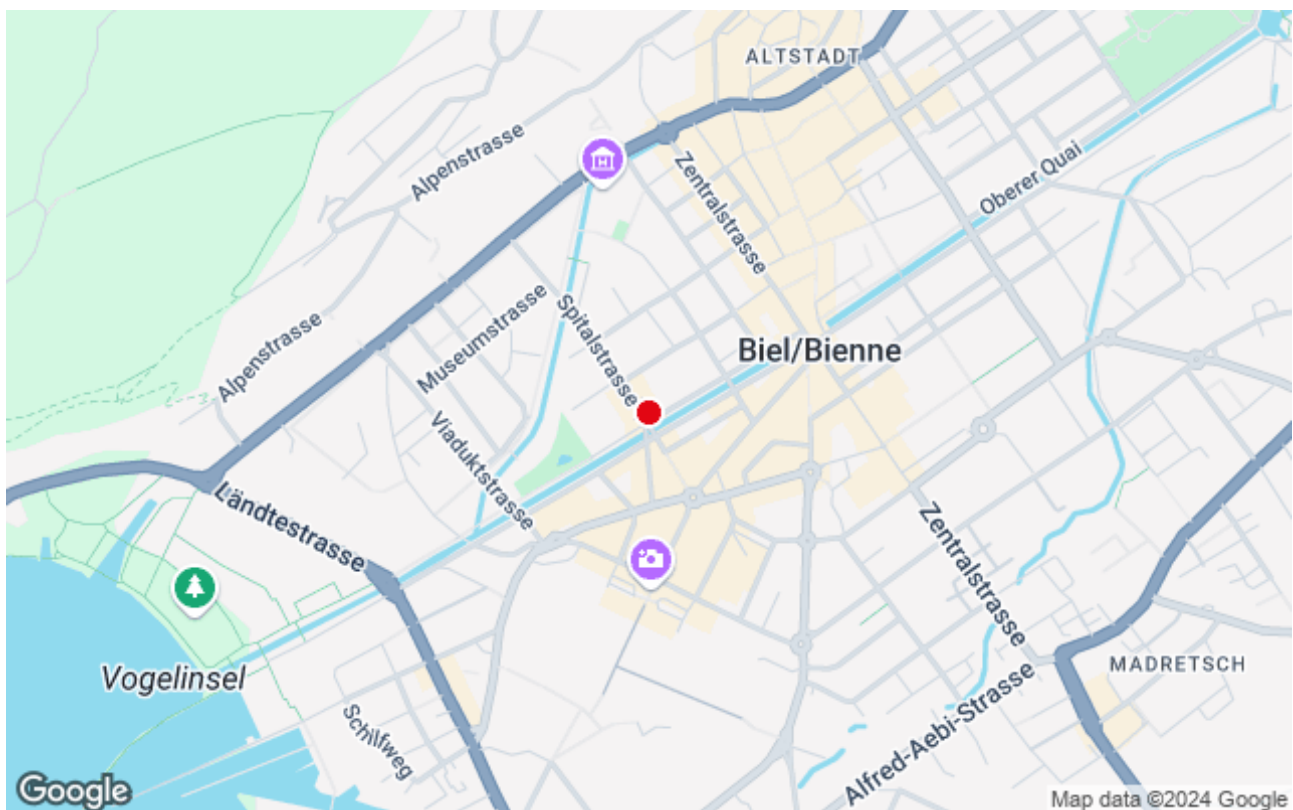 ALTSTADT
Alpenstrasse
Zentralstrasse
Oberer Quai
Museumstrasse
Spitalstrasse
Alpenstrasse
Biel/Bienne
Viaduktstrasse
Ländtestrasse
Zentralstrasse
Vogelinsel
MADRETSCH
Schilfweg
Alfred-Aebi-Strasse
Google
Map data ©2024 Google